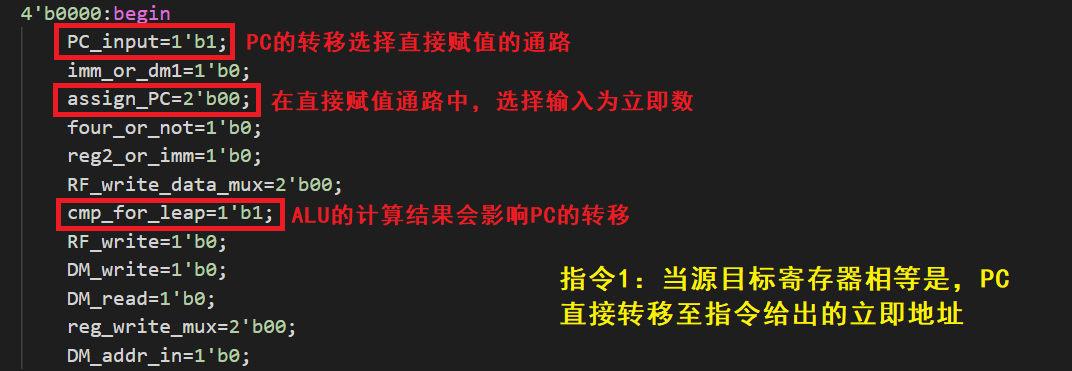 4'b0000:begin
PC_input=1'b1; PC的转移选择直接赋值的通路
imm_or_dm1=1'b0;
assign_PC=2'b00; 在直接赋值通路中，选择输入为立即数
four_or_not=1'b0;
reg2_or_imm=1'b0;
RF_write_data_mux=2'b00;
cmp_for_leap=1'b1; ALU的计算结果会影响PC的转移
RF_write=1'b0;
DM_write=1'b0;
DM_read=1'b0;
reg_write_mux=2'b00;
DM_addr_in=1'b0;
指令1：当源目标寄存器相等是，PC
直接转移至指令给出的立即地址